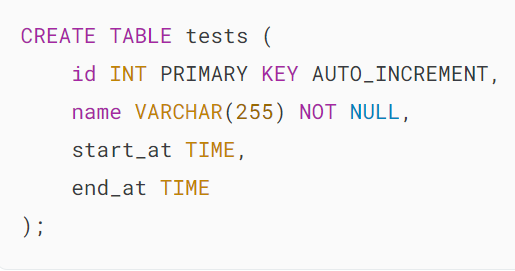 CREATE TABLE tests (
    id INT PRIMARY KEY AUTO_INCREMENT,
    name VARCHAR(255) NOT NULL,
    start_at TIME,
    end_at TIME
);